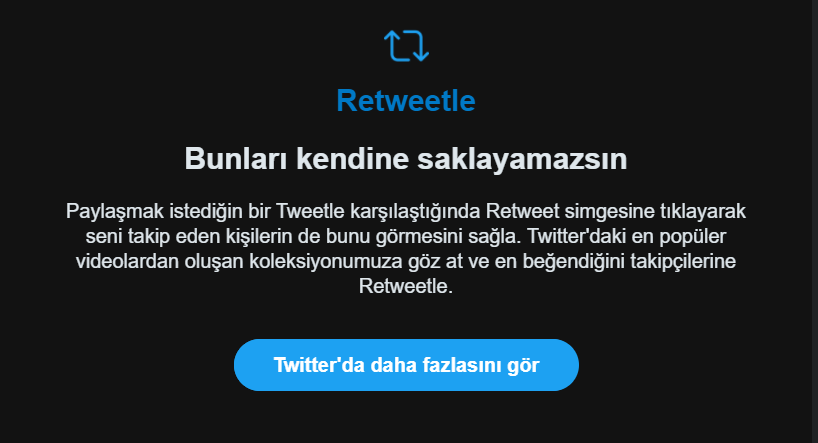 Retweetle
Bunları kendine saklayamazsın
Paylaşmak istediğin bir Tweetle karşılaştığında Retweet simgesine tıklayarak
seni takip eden kişilerin de bunu görmesini sağla. Twitter'daki en popüler
videolardan oluşan koleksiyonumuza göz at ve en beğendiğini takipçilerine
Retweetle.
Twitter'da daha fazlasını gör